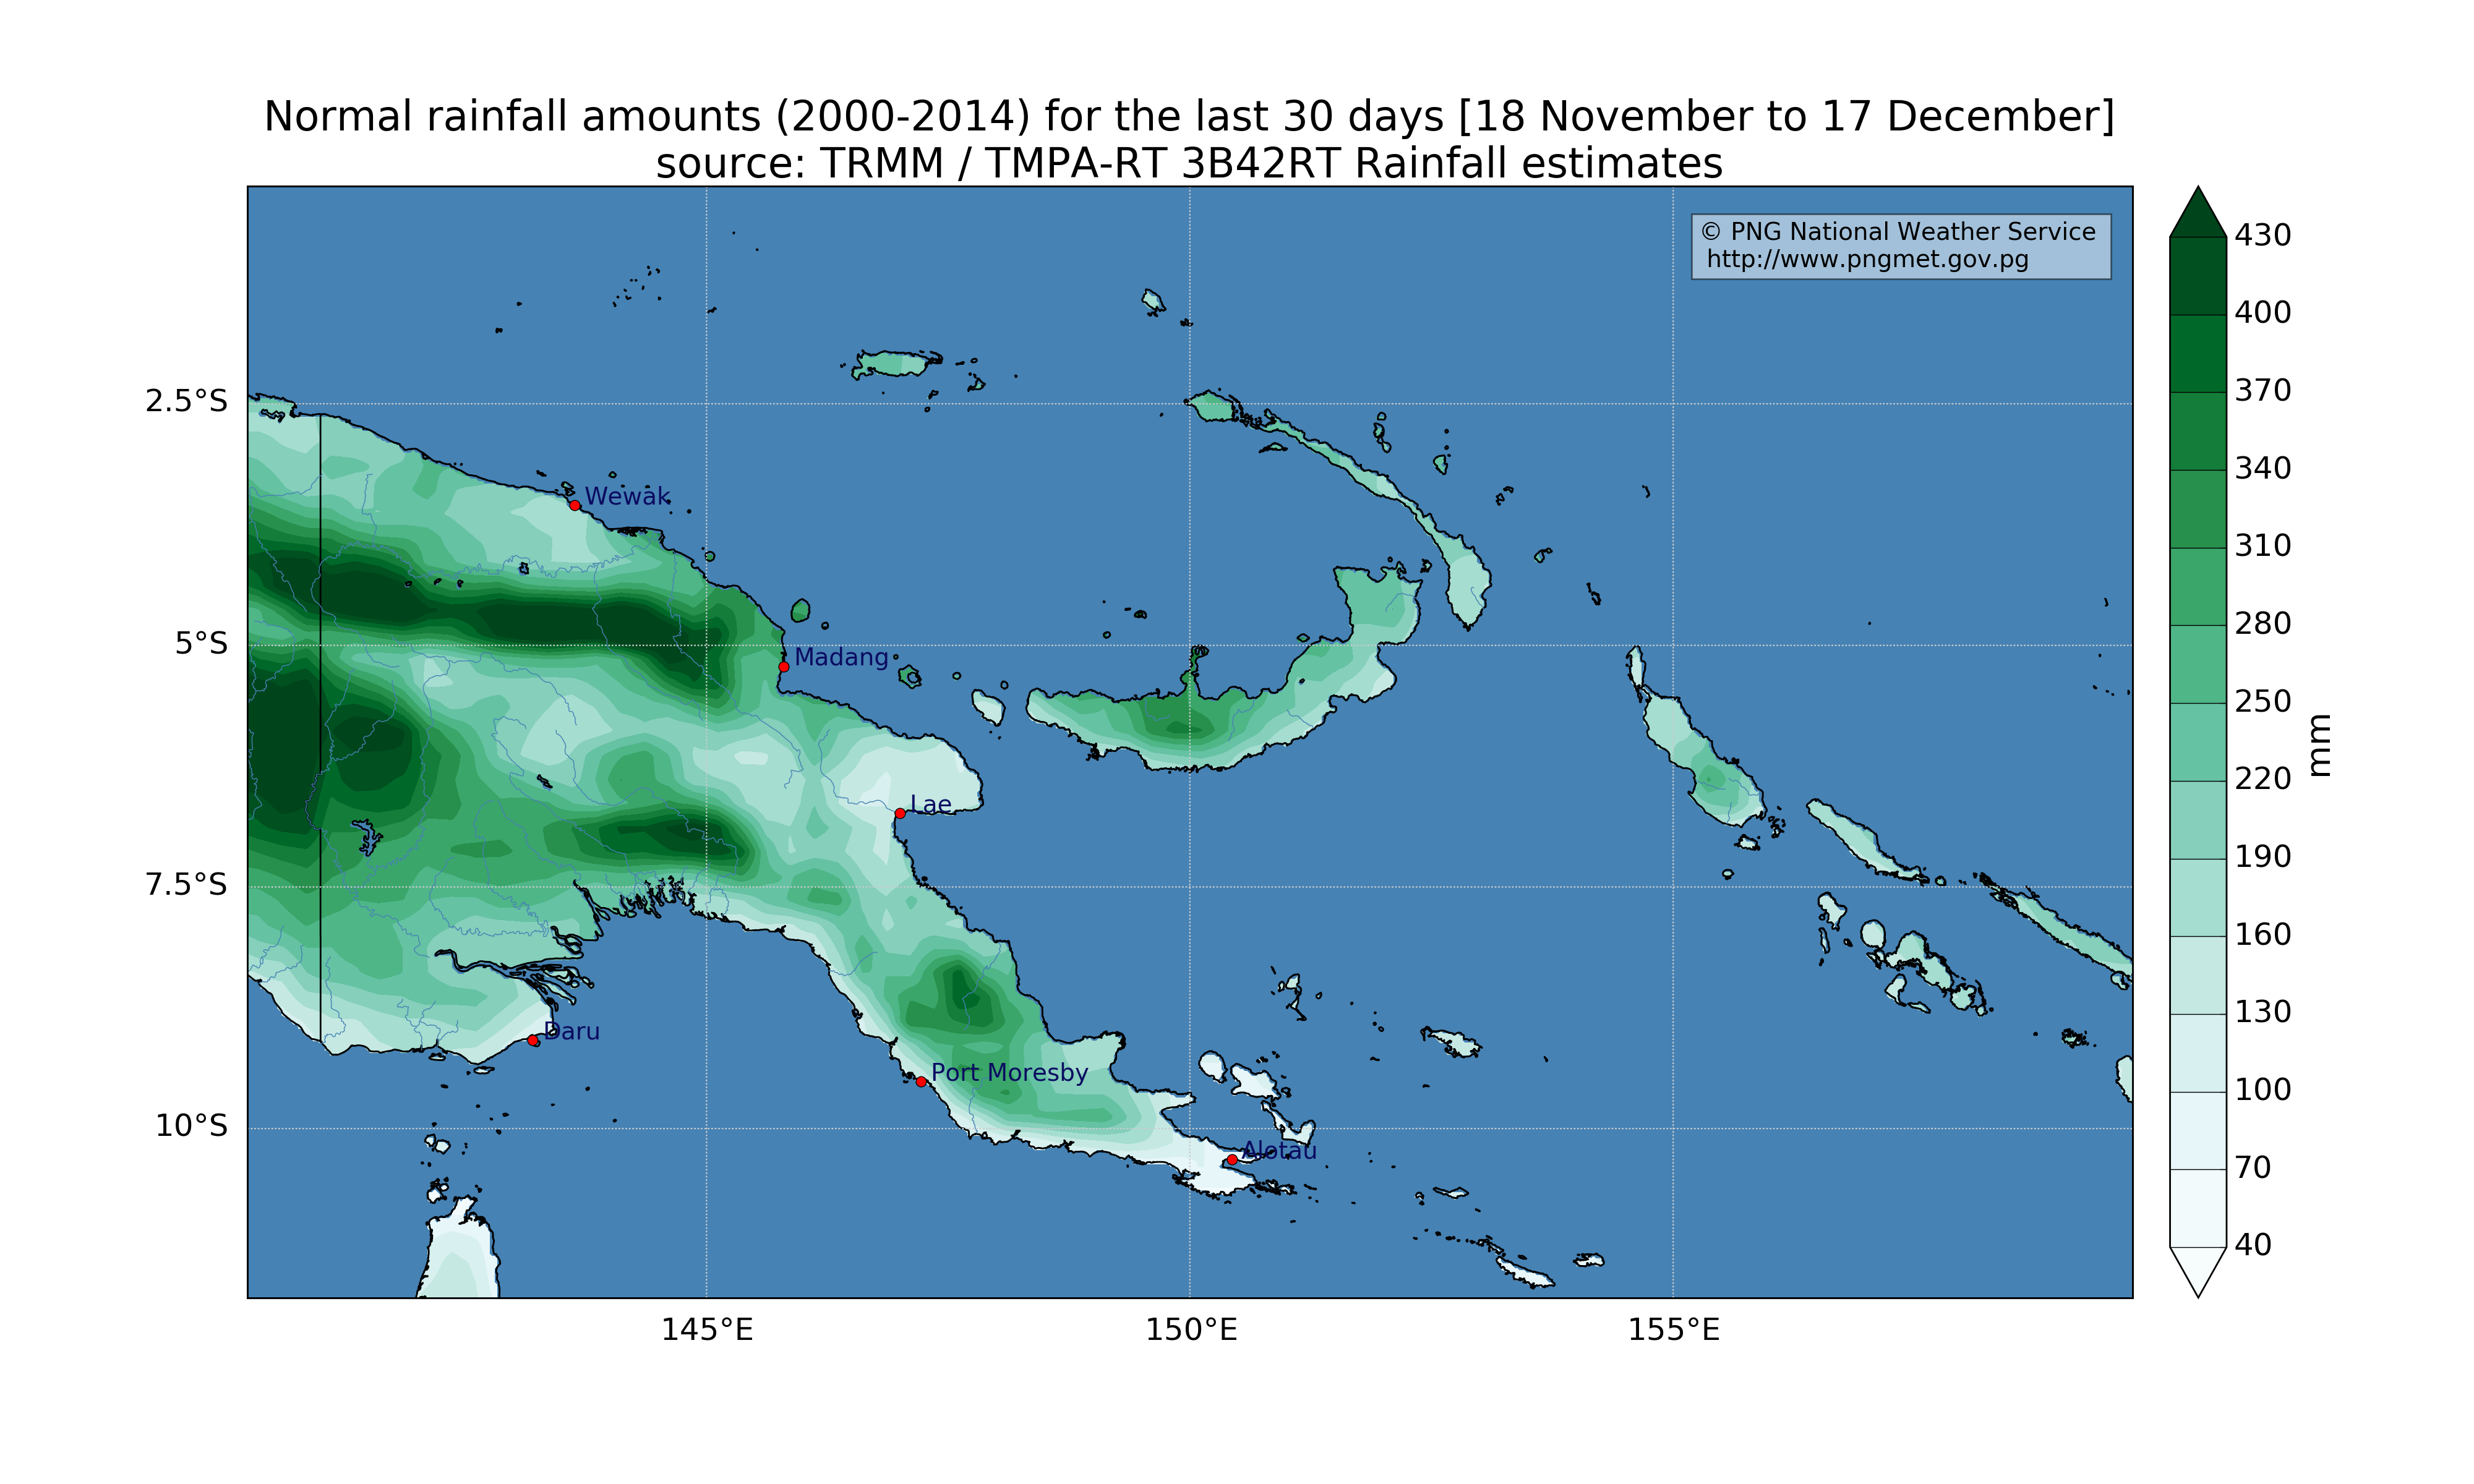 Normal rainfall amounts (2000-2014) for the last 30 days [18 November to 17 December]
source: TRMM / TMPA-RT 3B42RT Rainfall estimates
© PNG National Weather Service
http://www.pngmet.gov.pg
2.5°S
5°S
7.5°S
10°S
Wewak
Madang
Lae
Daru
Port Moresby
Alotau
145°E
150°E
155°E
430
400
370
340
310
280
250
220
190
160
130
100
70
40
mm